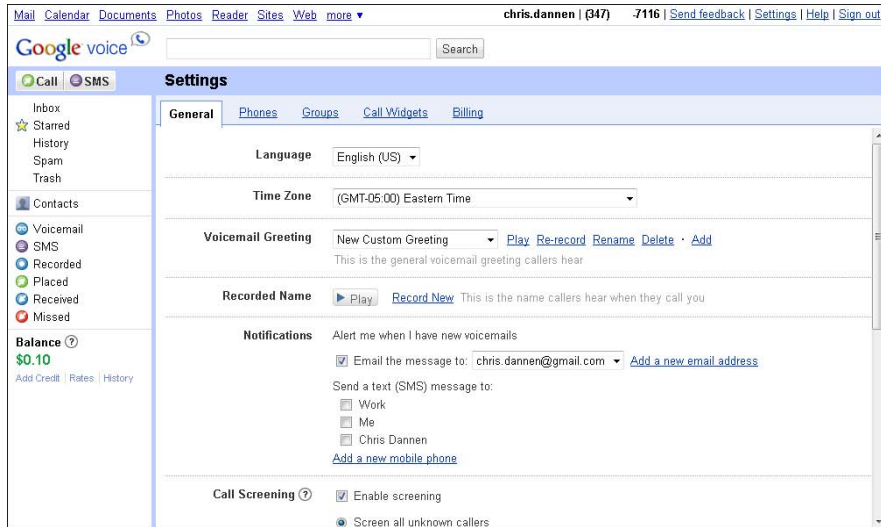 Mail Calendar Documents Photos Reader Sites Web more ▼ chris.dannen | (347) -7116 | Send feedback | Settings | Help | Sign out
Google voice Search
Call SMS Settings
Inbox
Starred
History
Spam
Trash
Contacts
Voicemail
SMS
Recorded
Placed
Received
Missed
Balance ?
$0.10
Add Credit | Rates | History
General Phones Groups Call Widgets Billing
Language English (US)
Time Zone (GMT-05:00) Eastern Time
Voicemail Greeting New Custom Greeting Play Re-record Rename Delete · Add
This is the general voicemail greeting callers hear
Recorded Name Play Record New This is the name callers hear when they call you
Notifications Alert me when I have new voicemails
Email the message to: chris.dannen@gmail.com Add a new email address
Send a text (SMS) message to:
Work
Me
Chris Dannen
Add a new mobile phone
Call Screening ? Enable screening
Screen all unknown callers